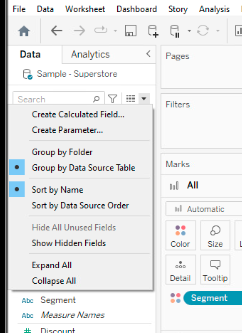 File Data Worksheet Dashboard Story Analysis
Data Analytics
Pages
Sample - Superstore
Search
Filters
Create Calculated Field...
Create Parameter...
Group by Folder
Group by Data Source Table
Marks
Sort by Name
All
Sort by Data Source Order
Automatic
Hide All Unused Fields
Show Hidden Fields
Color Size
Expand All
Collapse All
Detail Tooltip
Abc Segment
Segment
Abc Measure Names
Discount